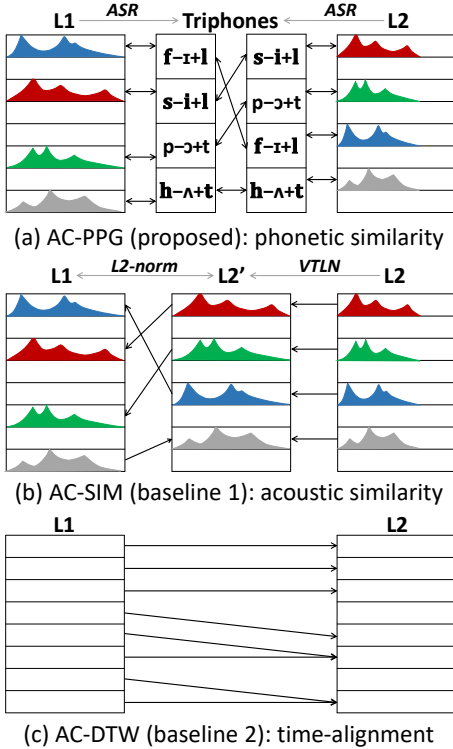 L1 ASR Triphones ASR L2
f−ɪ+l s−i+l
s−i+l p−ɔ+t
p−ɔ+t f−ɪ+l
h−ʌ+t h−ʌ+t
(a) AC-PPG (proposed): phonetic similarity
L1 L2-norm L2’ VTLN L2
(b) AC-SIM (baseline 1): acoustic similarity
L1 L2
(c) AC-DTW (baseline 2): time-alignment